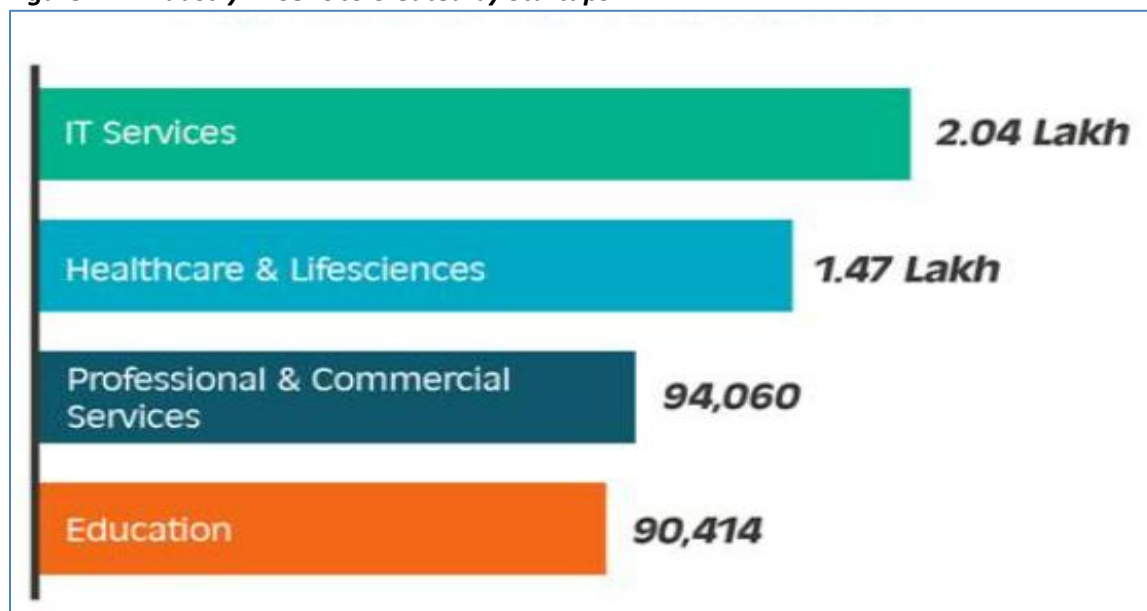 IT Services
2.04 Lakh
Healthcare & Lifesciences
1.47 Lakh
Professional & Commercial
Services
94,060
Education
90,414